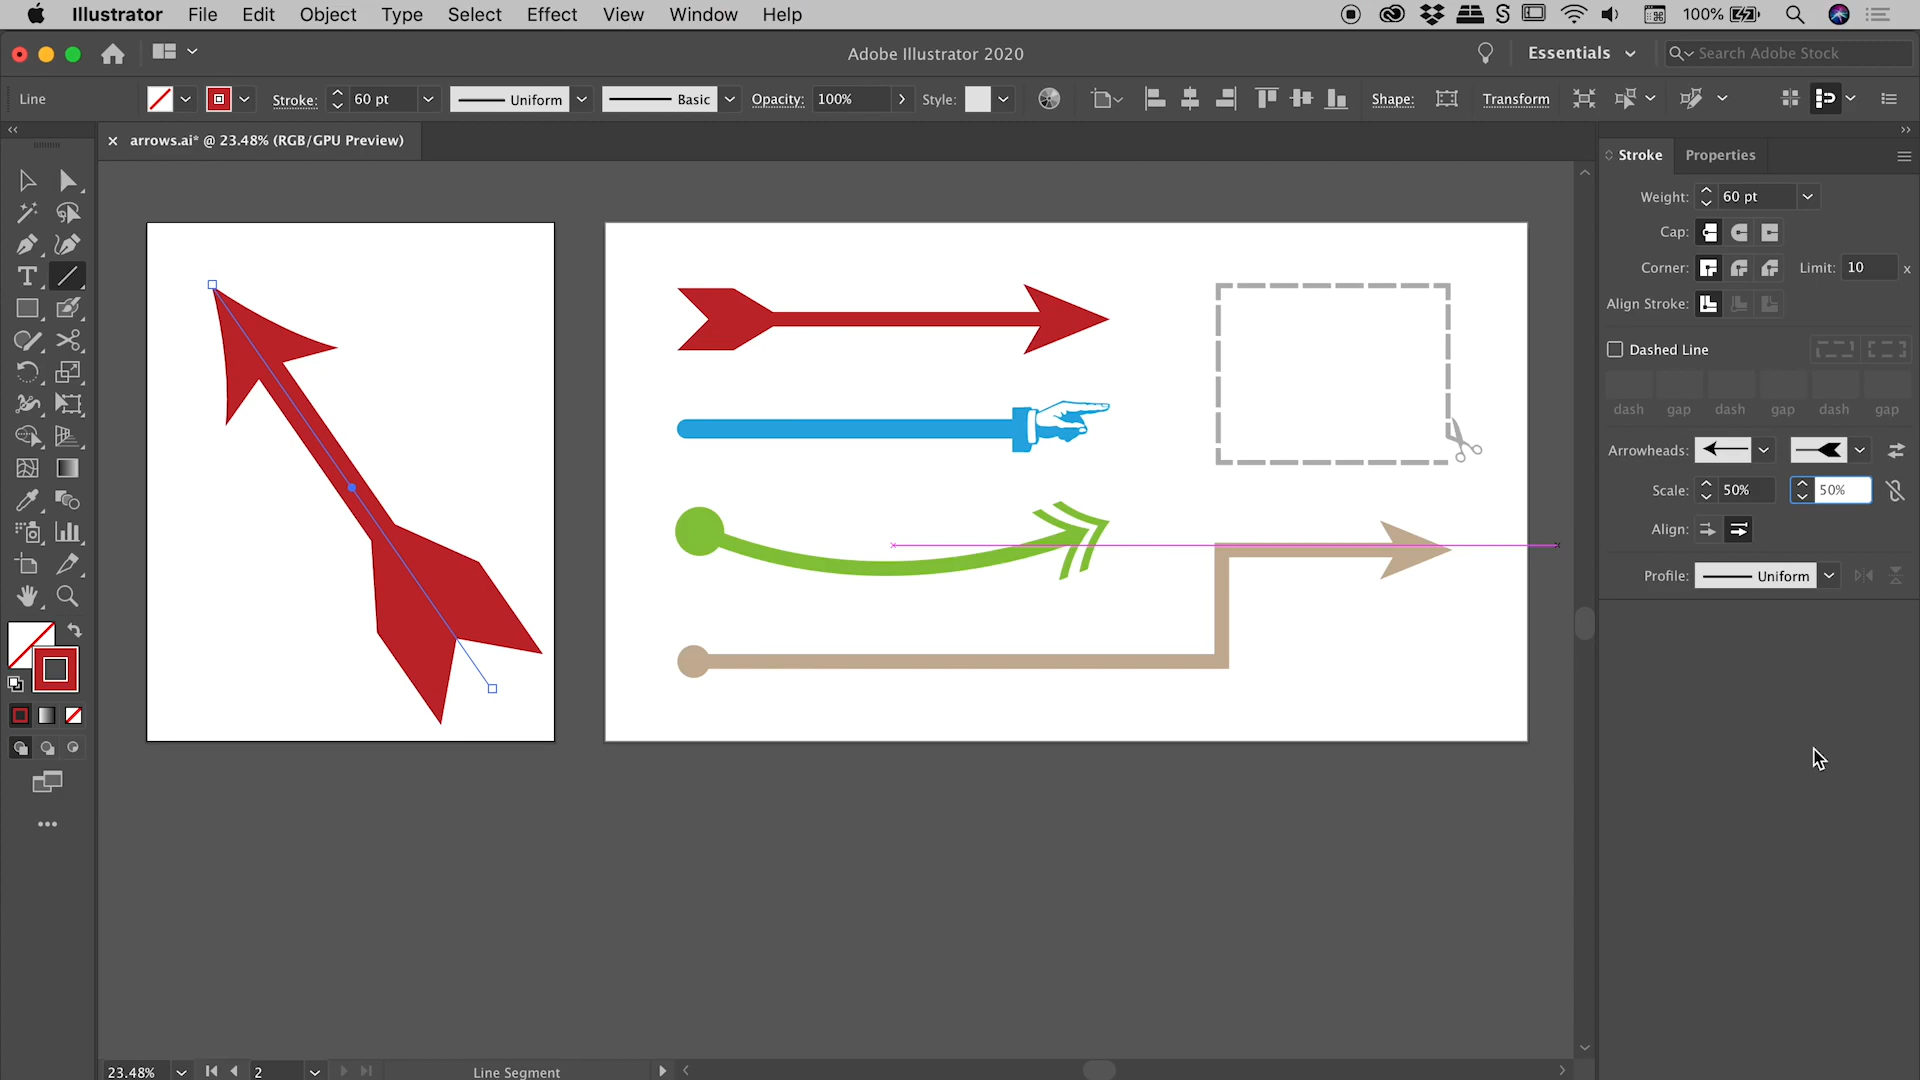 Illustrator File Edit Object Type Select Effect View Window Help 100%
Adobe Illustrator 2020 Essentials Search Adobe Stock
Line Stroke: 60 pt Uniform Basic Opacity: 100% Style: Shape: Transform
arrows.ai* @ 23.48% (RGB/GPU Preview)
Stroke Properties
Weight: 60 pt
Cap:
Corner: Limit: 10 x
Align Stroke:
Dashed Line
dash gap dash gap dash gap
Arrowheads:
Scale: 50% 50%
Align:
Profile: Uniform
23.48% 2 Line Segment